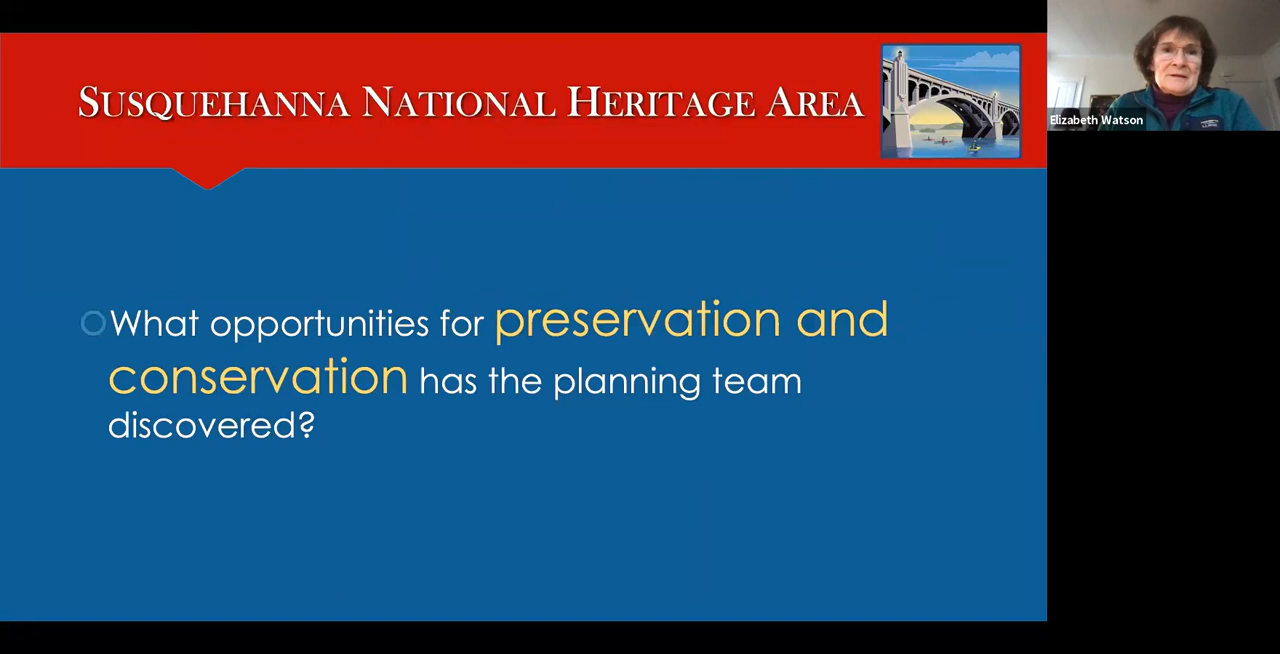 Susquehanna National Heritage Area
Elizabeth Watson
What opportunities for preservation and
conservation has the planning team
discovered?